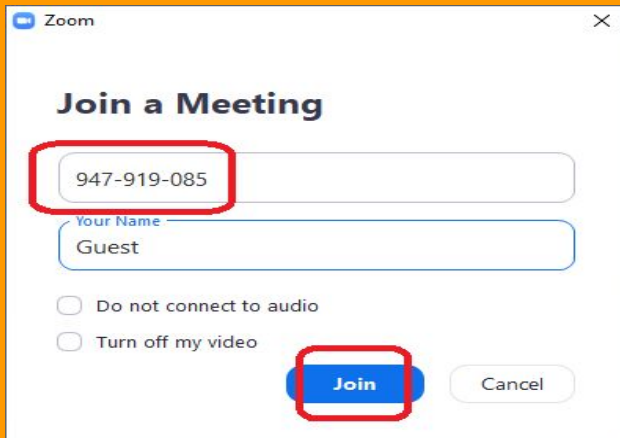 Zoom
Join a Meeting
947-919-085
Your Name
Guest
Do not connect to audio
Turn off my video
Join Cancel